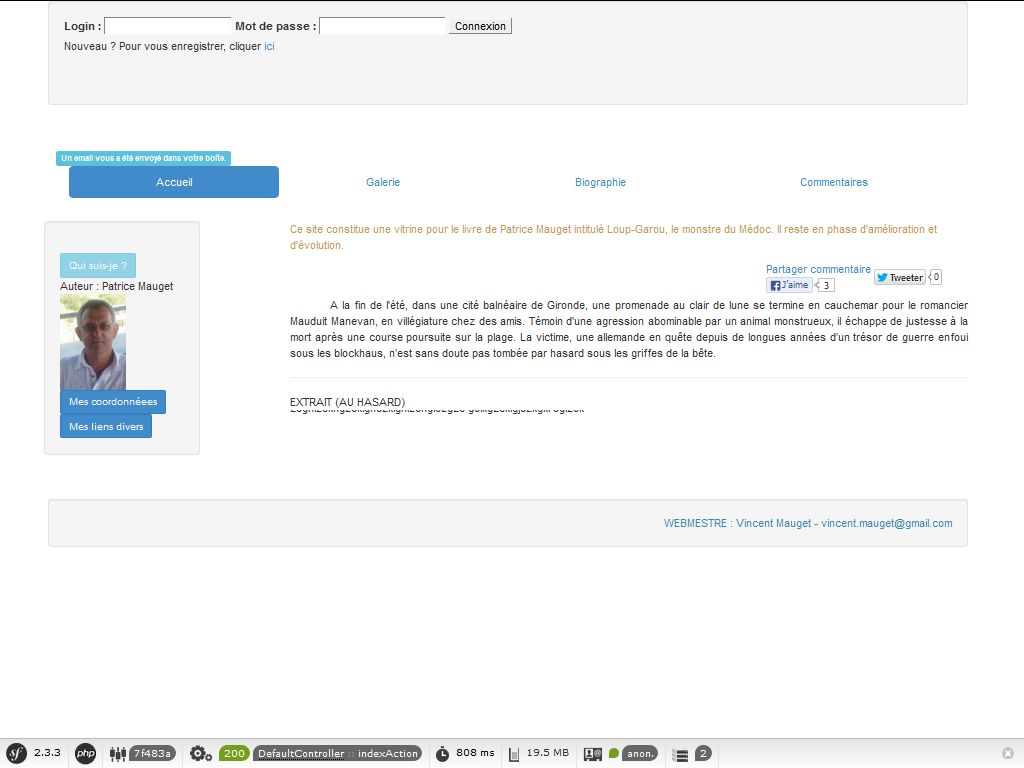 Login : Mot de passe : Connexion
Nouveau ? Pour vous enregistrer, cliquer ici
Un email vous a été envoyé dans votre boîte.
Accueil Galerie Biographie Commentaires
Qui suis-je ?
Auteur : Patrice Mauget
Mes coordonnéees
Mes liens divers
Ce site constitue une vitrine pour le livre de Patrice Mauget intitulé Loup-Garou, le monstre du Médoc. Il reste en phase d'amélioration et
d'évolution.
Partager commentaire
J'aime 3 Tweeter 0
A la fin de l'été, dans une cité balnéaire de Gironde, une promenade au clair de lune se termine en cauchemar pour le romancier
Mauduit Manevan, en villégiature chez des amis. Témoin d'une agression abominable par un animal monstrueux, il échappe de justesse à la
mort après une course poursuite sur la plage. La victime, une allemande en quête depuis de longues années d'un trésor de guerre enfoui
sous les blockhaus, n'est sans doute pas tombée par hasard sous les griffes de la bête.
EXTRAIT (AU HASARD)
WEBMESTRE : Vincent Mauget - vincent.mauget@gmail.com
sf 2.3.3 php 7f483a 200 DefaultController :: indexAction 808 ms 19.5 MB anon. 2